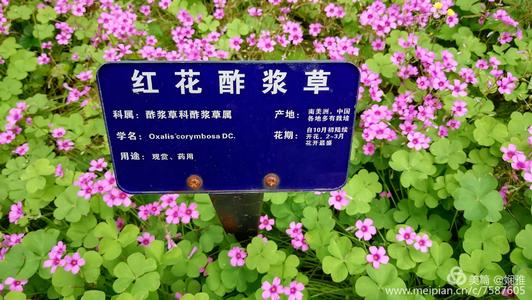 红花酢浆草
科属：酢浆草科酢浆草属
产地：南美洲，中国
各地多有栽培
学名：Oxalis corymbosa DC.
花期：自10月初陆续
开花，2-3月
花开最盛
用途：观赏、药用
美篇
美篇@娴雅
www.meipian.cn/c/7587605